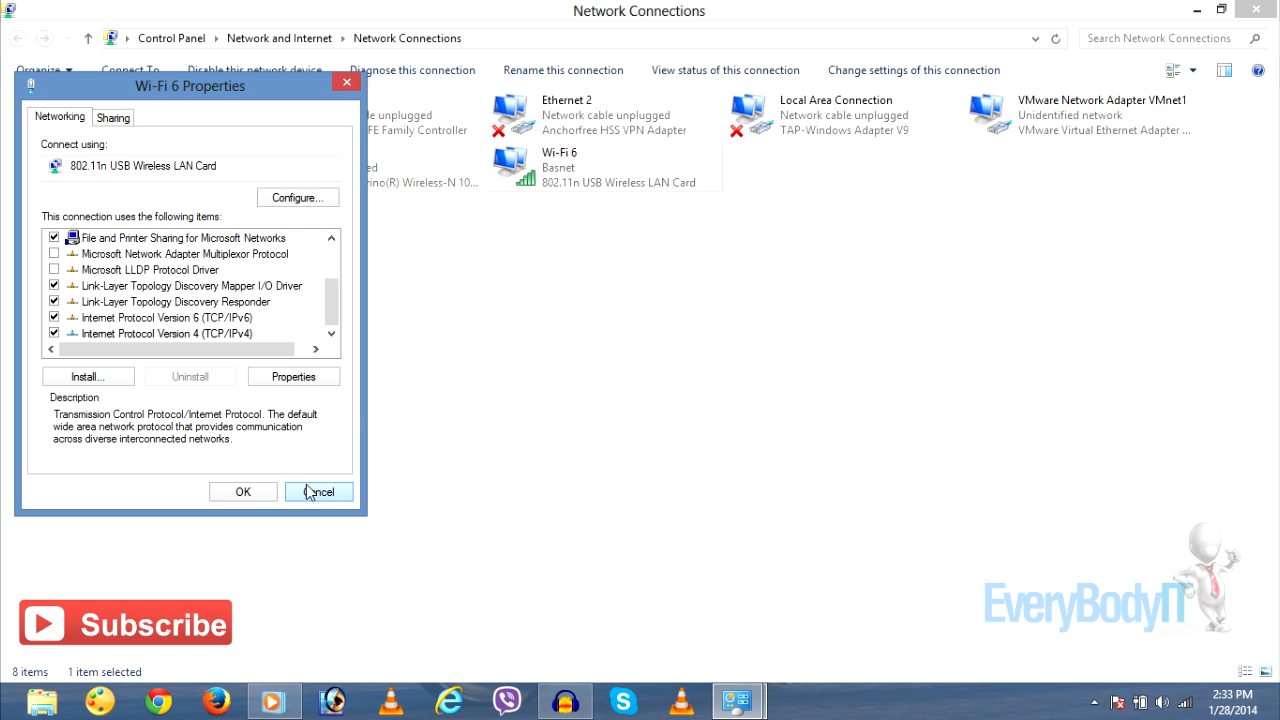 Network Connections
Control Panel
Network and Internet
Network Connections
Search Network Connections
Organize
Connect To
Disable this network device
Diagnose this connection
Rename this connection
View status of this connection
Change settings of this connection
Wi-Fi 6 Properties
Networking
Sharing
Connect using:
802.11n USB Wireless LAN Card
Configure...
This connection uses the following items:
File and Printer Sharing for Microsoft Networks
Microsoft Network Adapter Multiplexor Protocol
Microsoft LLDP Protocol Driver
Link-Layer Topology Discovery Mapper I/O Driver
Link-Layer Topology Discovery Responder
Internet Protocol Version 6 (TCP/IPv6)
Internet Protocol Version 4 (TCP/IPv4)
Install...
Uninstall
Properties
Description
Transmission Control Protocol/Internet Protocol. The default
wide area network protocol that provides communication
across diverse interconnected networks.
OK
Cancel
le unplugged
FE Family Controller
Ethernet 2
Network cable unplugged
Anchorfree HSS VPN Adapter
Local Area Connection
Network cable unplugged
TAP-Windows Adapter V9
VMware Network Adapter VMnet1
Unidentified network
VMware Virtual Ethernet Adapter ...
ed
rino(R) Wireless-N 10...
Wi-Fi 6
Basnet
802.11n USB Wireless LAN Card
Subscribe
EveryBodyIT
8 items
1 item selected
2:33 PM
1/28/2014